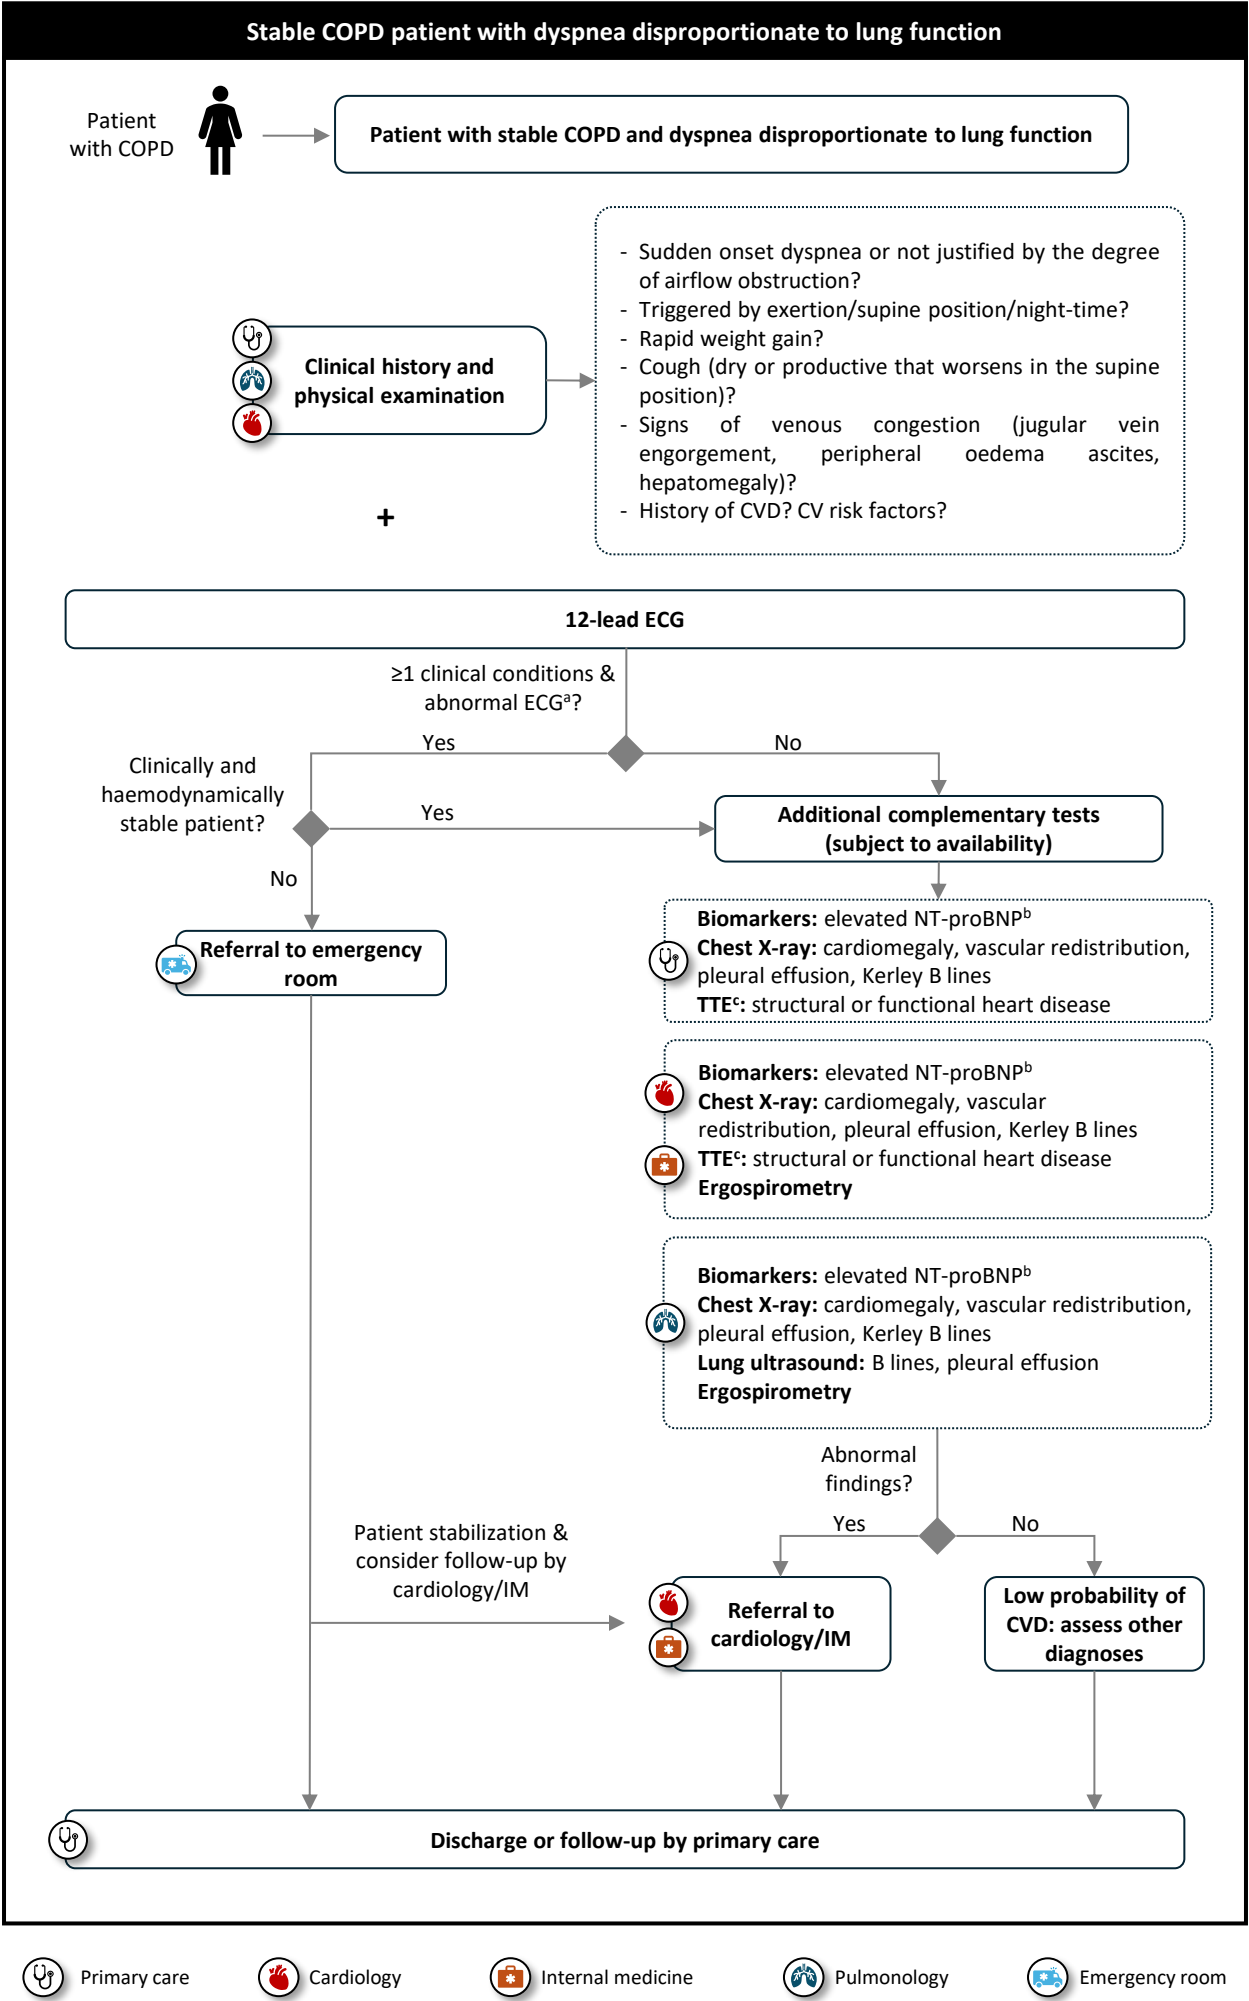 Stable COPD patient with dyspnea disproportionate to lung function
Patient
with COPD
Patient with stable COPD and dyspnea disproportionate to lung function
Clinical history and
physical examination
- Sudden onset dyspnea or not justified by the degree
of airflow obstruction?
- Triggered by exertion/supine position/night-time?
- Rapid weight gain?
- Cough (dry or productive that worsens in the supine
position)?
- Signs of venous congestion (jugular vein
engorgement, peripheral oedema ascites,
hepatomegaly)?
- History of CVD? CV risk factors?
+
12-lead ECG
≥1 clinical conditions &
abnormal ECGᵃ?
Yes
No
Clinically and
haemodynamically
stable patient?
Yes
No
Additional complementary tests
(subject to availability)
Referral to emergency
room
Biomarkers: elevated NT-proBNPᵇ
Chest X-ray: cardiomegaly, vascular redistribution,
pleural effusion, Kerley B lines
TTEᶜ: structural or functional heart disease
Biomarkers: elevated NT-proBNPᵇ
Chest X-ray: cardiomegaly, vascular
redistribution, pleural effusion, Kerley B lines
TTEᶜ: structural or functional heart disease
Ergospirometry
Biomarkers: elevated NT-proBNPᵇ
Chest X-ray: cardiomegaly, vascular redistribution,
pleural effusion, Kerley B lines
Lung ultrasound: B lines, pleural effusion
Ergospirometry
Abnormal
findings?
Yes
No
Patient stabilization &
consider follow-up by
cardiology/IM
Referral to
cardiology/IM
Low probability of
CVD: assess other
diagnoses
Discharge or follow-up by primary care
Primary care
Cardiology
Internal medicine
Pulmonology
Emergency room